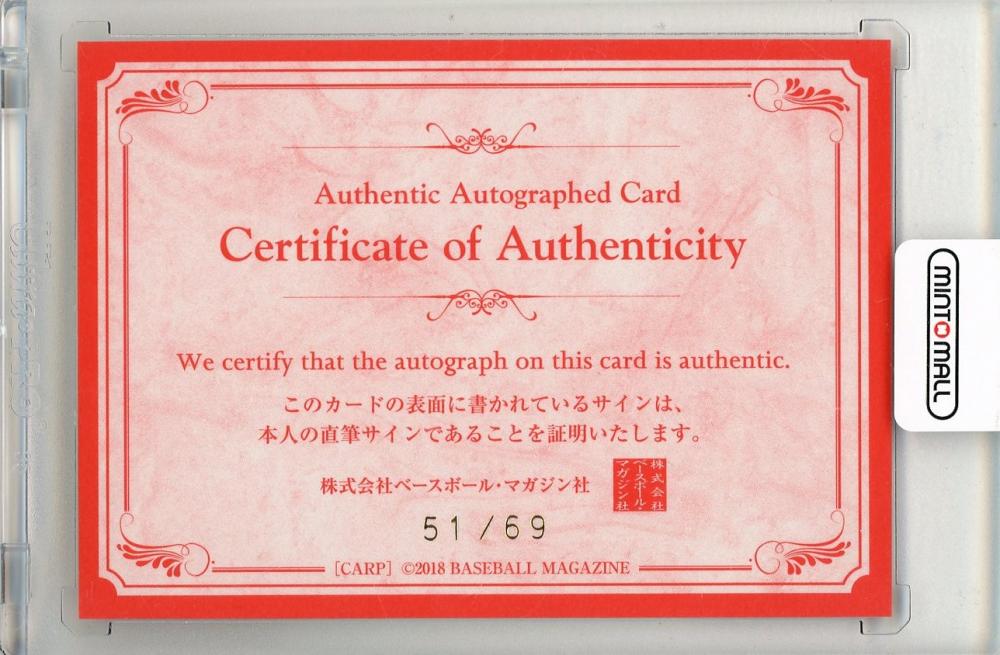 Authentic Autographed Card
Certificate of Authenticity
We certify that the autograph on this card is authentic.
このカードの表面に書かれているサインは、
本人の直筆サインであることを証明いたします。
株式会社ベースボール・マガジン社
株式会社
ベースボール・
マガジン社
51/69
[CARP] ©2018 BASEBALL MAGAZINE
MINT MALL